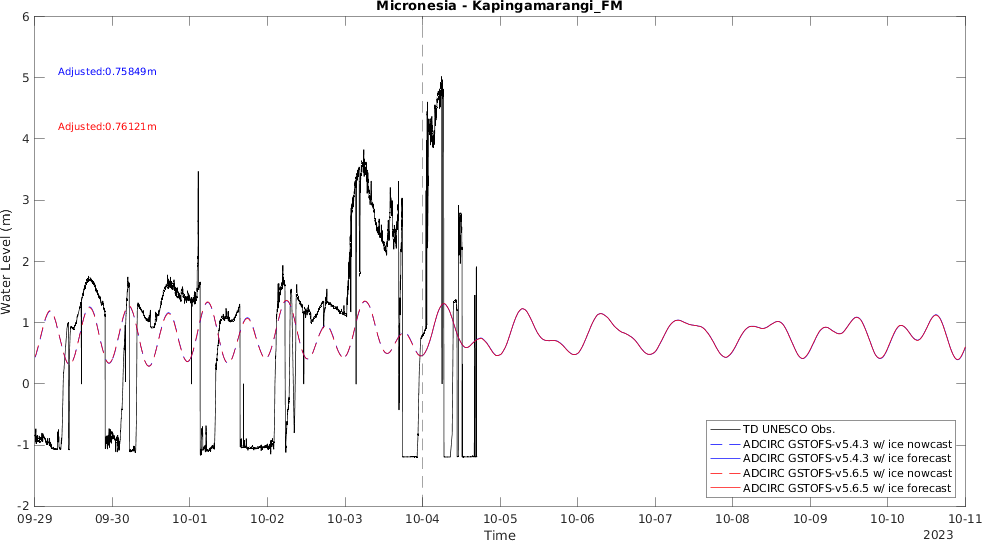 Micronesia - Kapingamarangi_FM
6
5
4
3
2
1
0
-1
-2
Water Level (m)
Adjusted:0.75849m
Adjusted:0.76121m
TD UNESCO Obs.
ADCIRC GSTOFS-v5.4.3 w/ ice nowcast
ADCIRC GSTOFS-v5.4.3 w/ ice forecast
ADCIRC GSTOFS-v5.6.5 w/ ice nowcast
ADCIRC GSTOFS-v5.6.5 w/ ice forecast
09-29 09-30 10-01 10-02 10-03 10-04 10-05 10-06 10-07 10-08 10-09 10-10 10-11
Time
2023